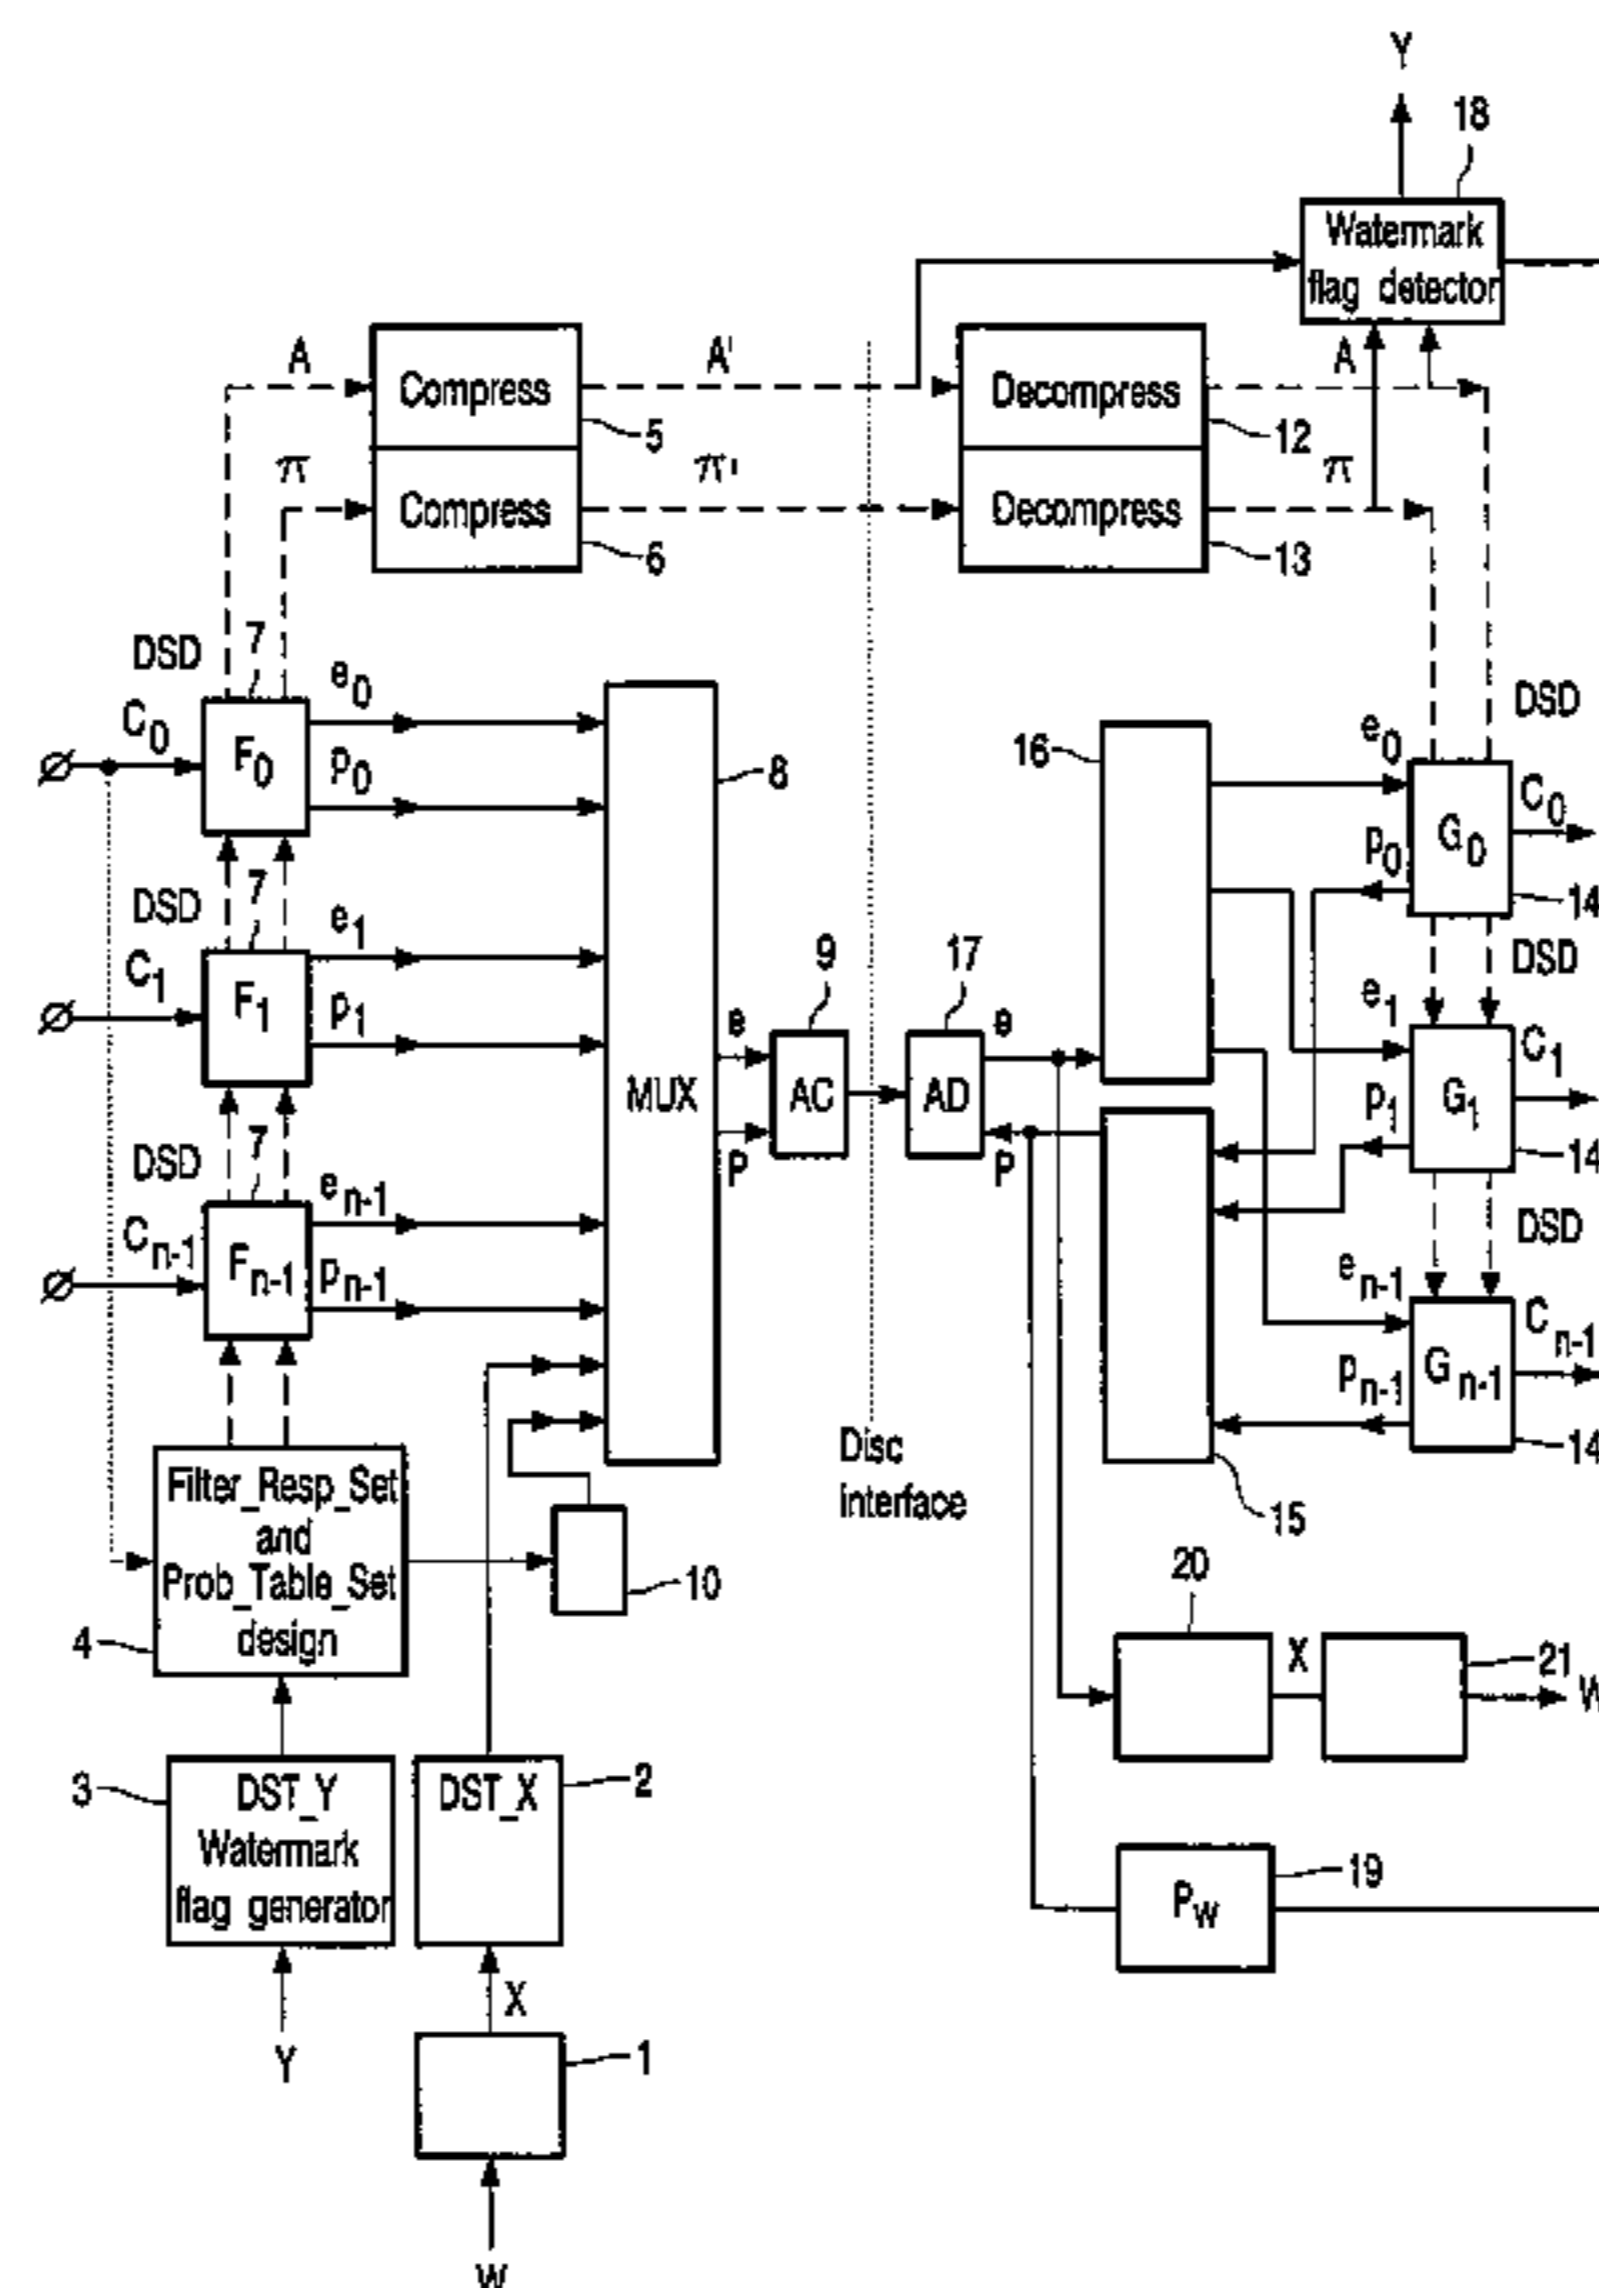 Y
18
Watermark
flag detector
A
Compress
5
A'
Decompress
12
A
π
Compress
6
π'
Decompress
13
π
DSD
7
C0
F0
e0
p0
DSD
7
C1
F1
e1
p1
DSD
7
Cn-1
Fn-1
en-1
pn-1
MUX
8
e
P
9
AC
17
AD
e
P
Disc
interface
16
15
e0
p0
G0
DSD
C0
14
DSD
e1
p1
G1
C1
14
DSD
en-1
pn-1
Gn-1
Cn-1
14
Filter_Resp_Set
and
Prob_Table_Set
design
4
10
3
DST_Y
Watermark
flag generator
Y
DST_X
2
X
1
W
20
X
21
W
PW
19